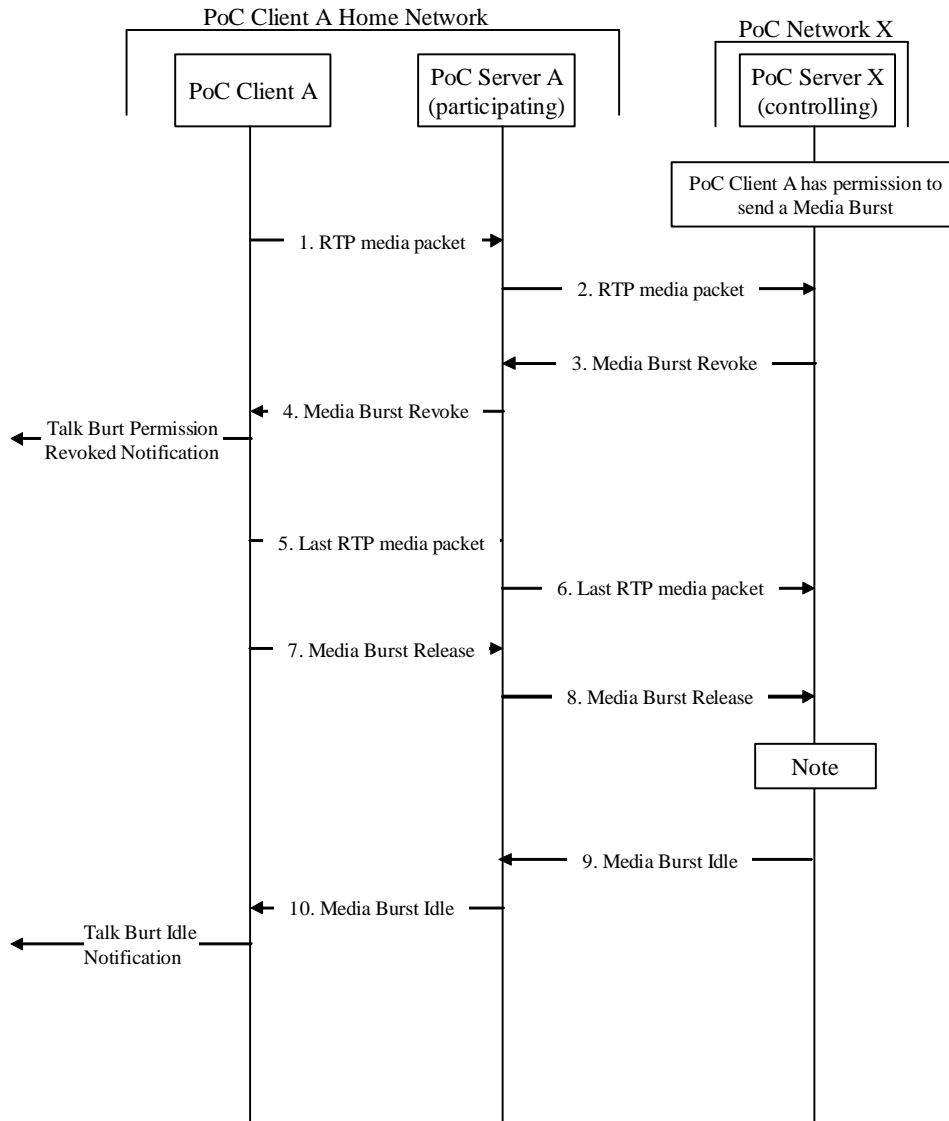 PoC Client A Home Network
PoC Network X
PoC Client A
PoC Server A
(participating)
PoC Server X
(controlling)
PoC Client A has permission to
send a Media Burst
1. RTP media packet
2. RTP media packet
3. Media Burst Revoke
4. Media Burst Revoke
Talk Burt Permission
Revoked Notification
5. Last RTP media packet
6. Last RTP media packet
7. Media Burst Release
8. Media Burst Release
Note
9. Media Burst Idle
10. Media Burst Idle
Talk Burt Idle
Notification